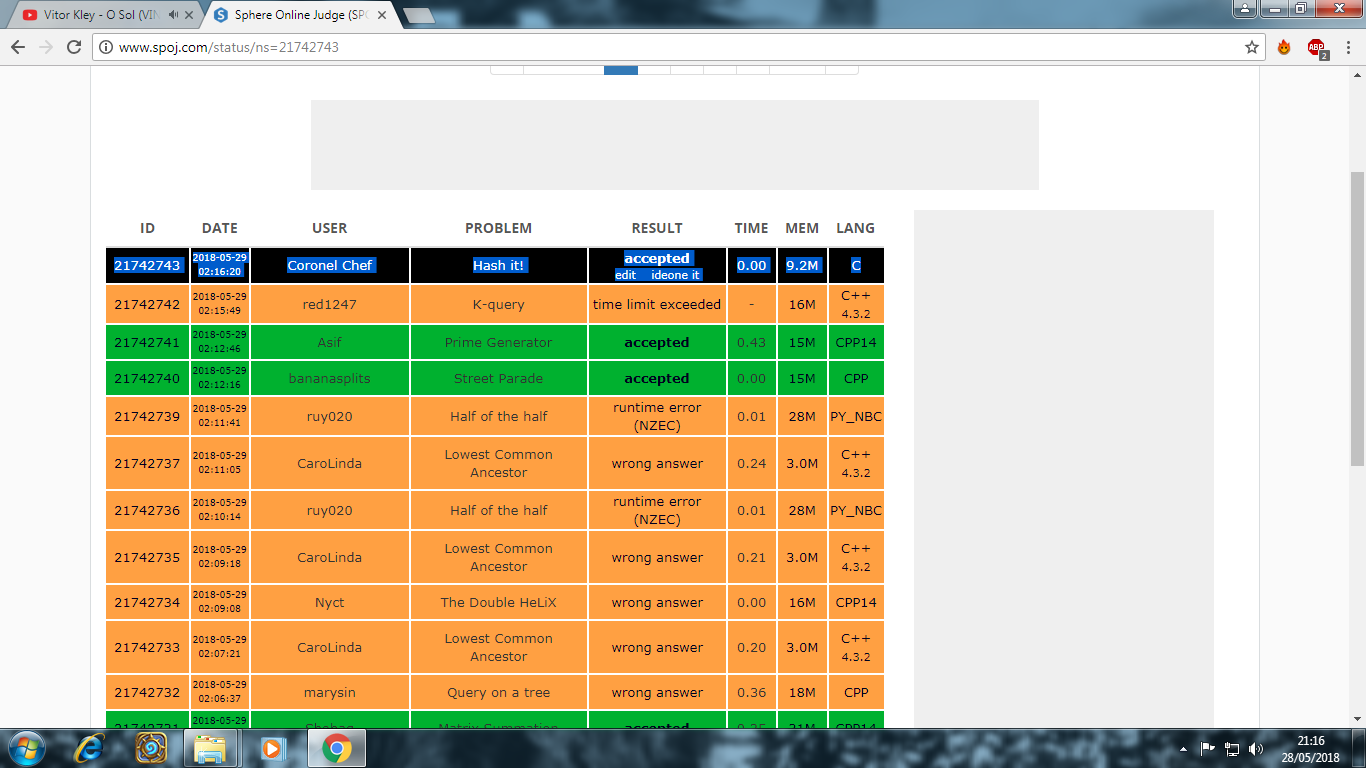 Vitor Kley - O Sol (VIN
Sphere Online Judge (SPO
www.spoj.com/status/ns=21742743
ABP
2
ID DATE USER PROBLEM RESULT TIME MEM LANG
21742743 2018-05-29 02:16:20 Coronel Chef Hash it! accepted edit ideone it 0.00 9.2M C
21742742 2018-05-29 02:15:49 red1247 K-query time limit exceeded - 16M C++ 4.3.2
21742741 2018-05-29 02:12:46 Asif Prime Generator accepted 0.43 15M CPP14
21742740 2018-05-29 02:12:16 bananasplits Street Parade accepted 0.00 15M CPP
21742739 2018-05-29 02:11:41 ruy020 Half of the half runtime error (NZEC) 0.01 28M PY_NBC
21742737 2018-05-29 02:11:05 CaroLinda Lowest Common Ancestor wrong answer 0.24 3.0M C++ 4.3.2
21742736 2018-05-29 02:10:14 ruy020 Half of the half runtime error (NZEC) 0.01 28M PY_NBC
21742735 2018-05-29 02:09:18 CaroLinda Lowest Common Ancestor wrong answer 0.21 3.0M C++ 4.3.2
21742734 2018-05-29 02:09:08 Nyct The Double HeLiX wrong answer 0.00 16M CPP14
21742733 2018-05-29 02:07:21 CaroLinda Lowest Common Ancestor wrong answer 0.20 3.0M C++ 4.3.2
21742732 2018-05-29 02:06:37 marysin Query on a tree wrong answer 0.36 18M CPP
21742731 2018-05-29 Matrix Summation accepted 21M CPP14
21:16
28/05/2018